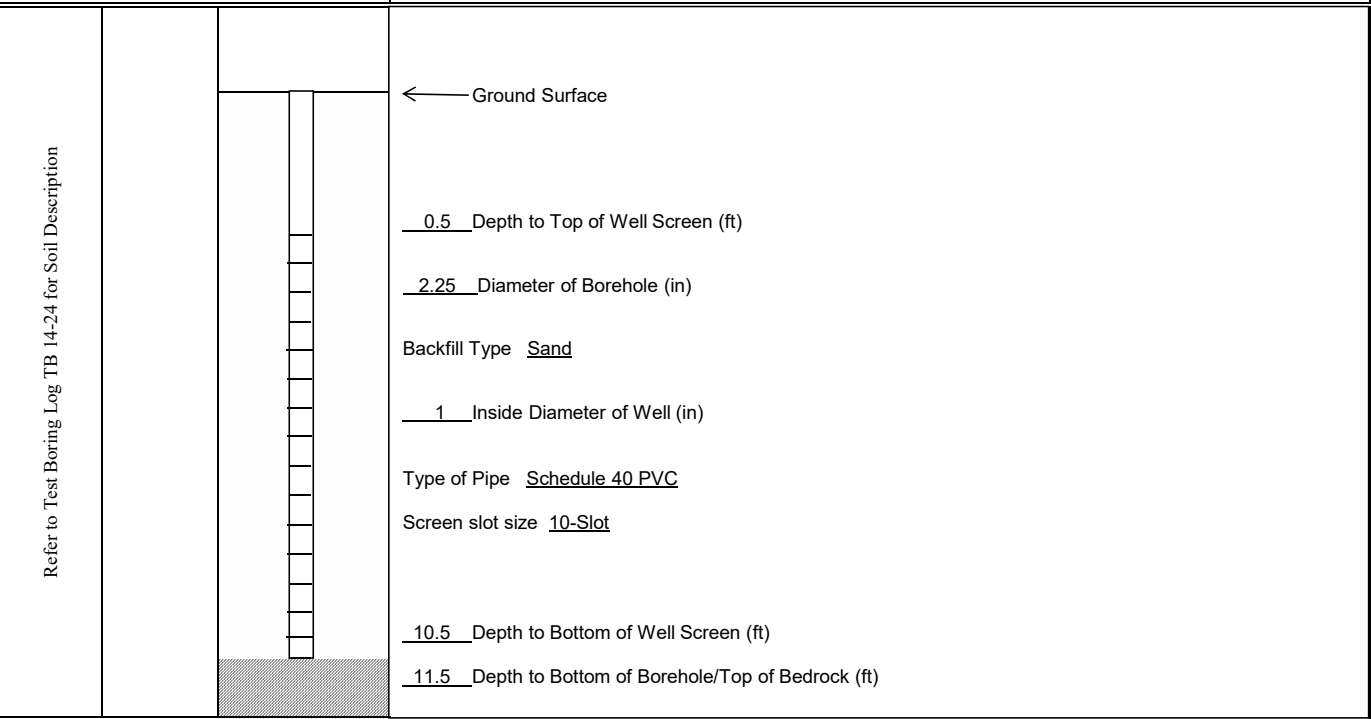 Refer to Test Boring Log TB 14-24 for Soil Description
Ground Surface
0.5 Depth to Top of Well Screen (ft)
2.25 Diameter of Borehole (in)
Backfill Type Sand
1 Inside Diameter of Well (in)
Type of Pipe Schedule 40 PVC
Screen slot size 10-Slot
10.5 Depth to Bottom of Well Screen (ft)
11.5 Depth to Bottom of Borehole/Top of Bedrock (ft)